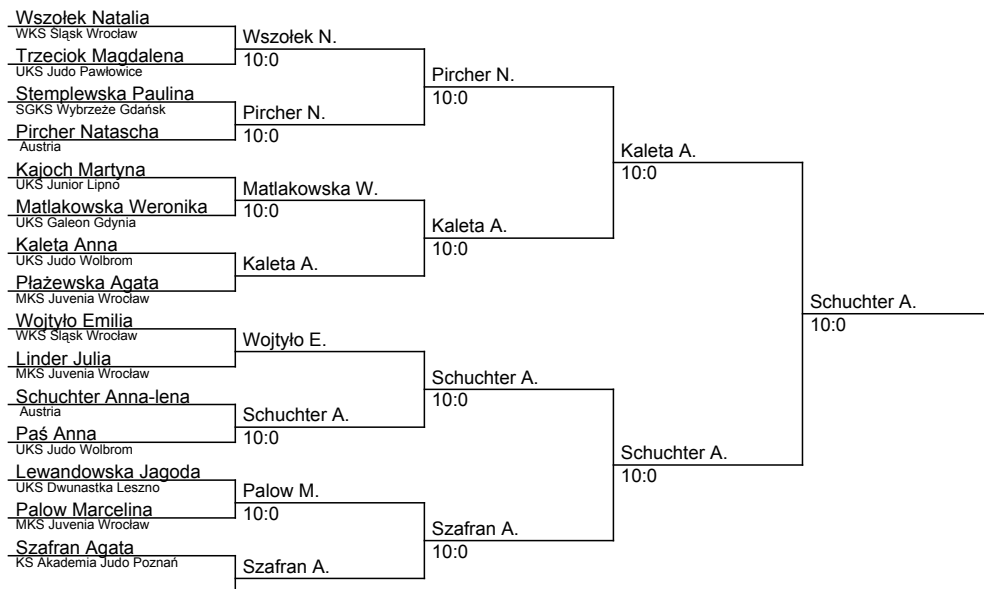 Wszołek Natalia
WKS Śląsk Wrocław
Trzeciok Magdalena
UKS Judo Pawłowice
Stemplewska Paulina
SGKS Wybrzeże Gdańsk
Pircher Natascha
Austria
Kajoch Martyna
UKS Junior Lipno
Matlakowska Weronika
UKS Galeon Gdynia
Kaleta Anna
UKS Judo Wolbrom
Płażewska Agata
MKS Juvenia Wrocław
Wojtyło Emilia
WKS Śląsk Wrocław
Linder Julia
MKS Juvenia Wrocław
Schuchter Anna-lena
Austria
Paś Anna
UKS Judo Wolbrom
Lewandowska Jagoda
UKS Dwunastka Leszno
Palow Marcelina
MKS Juvenia Wrocław
Szafran Agata
KS Akademia Judo Poznań
Wszołek N.
10:0
Pircher N.
10:0
Matlakowska W.
10:0
Kaleta A.
Wojtyło E.
Schuchter A.
10:0
Palow M.
10:0
Szafran A.
Pircher N.
10:0
Kaleta A.
10:0
Schuchter A.
10:0
Szafran A.
10:0
Kaleta A.
10:0
Schuchter A.
10:0
Schuchter A.
10:0